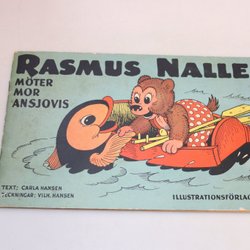 RASMUS NALLE
MÖTER
MOR
ANSJOVIS
TEXT: CARLA HANSEN
TECKNINGAR: VILH. HANSEN
ILLUSTRATIONSFÖRLAG